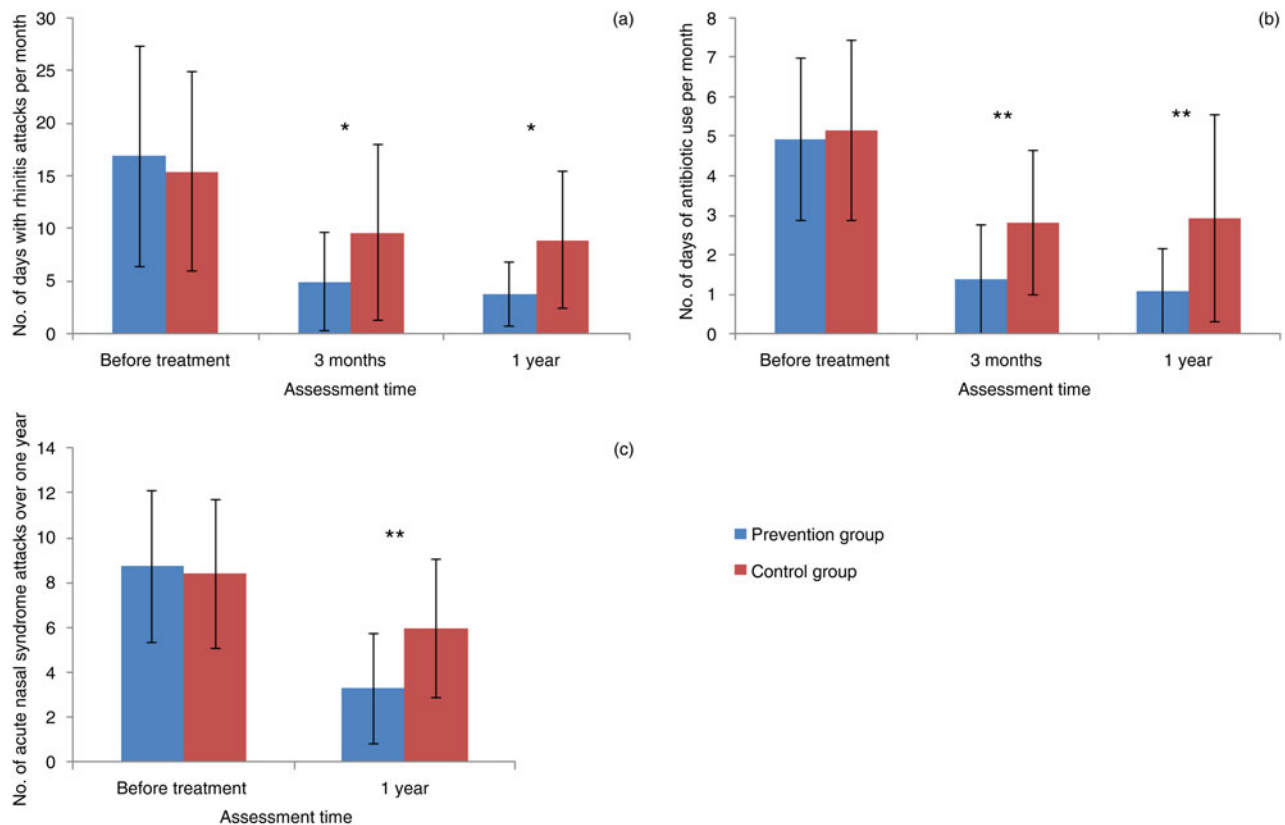 (a)
No. of days with rhinitis attacks per month
30
25
20
15
10
5
0
*
*
Before treatment
3 months
1 year
Assessment time
(b)
No. of days of antibiotic use per month
8
7
6
5
4
3
2
1
0
**
**
Before treatment
3 months
1 year
Assessment time
(c)
No. of acute nasal syndrome attacks over one year
14
12
10
8
6
4
2
0
**
Before treatment
1 year
Assessment time
Prevention group
Control group